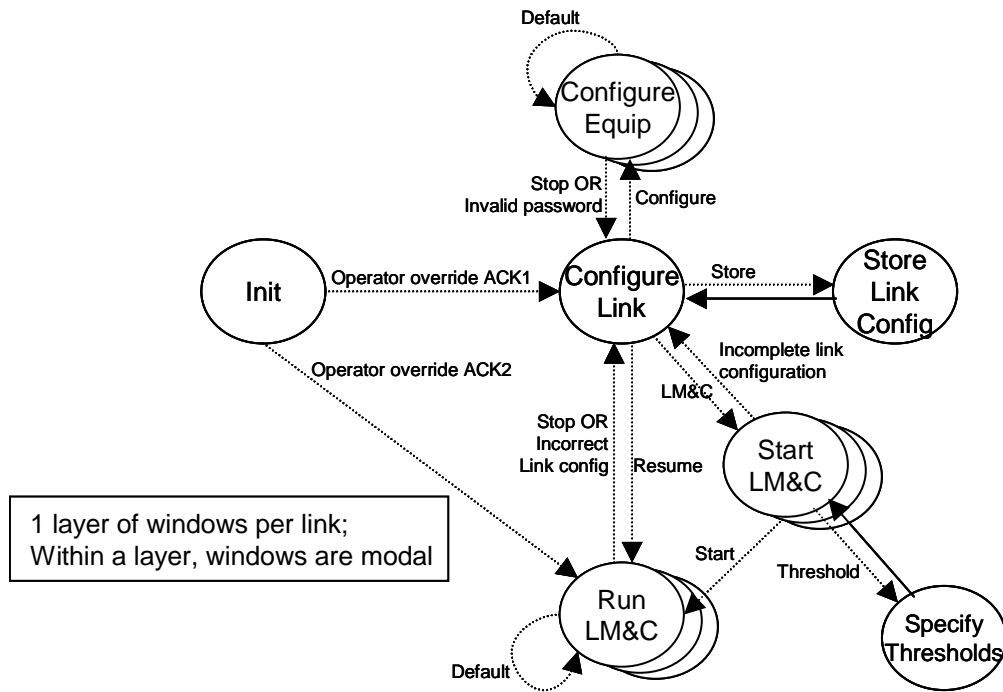 Default
Configure
Equip
Stop OR
Invalid password
Configure
Init
Operator override ACK1
Configure
Link
Store
Store
Link
Config
Operator override ACK2
Incomplete link
configuration
LM&C
Stop OR
Incorrect
Link config
Resume
Start
LM&C
1 layer of windows per link;
Within a layer, windows are modal
Start
Threshold
Run
LM&C
Specify
Thresholds
Default